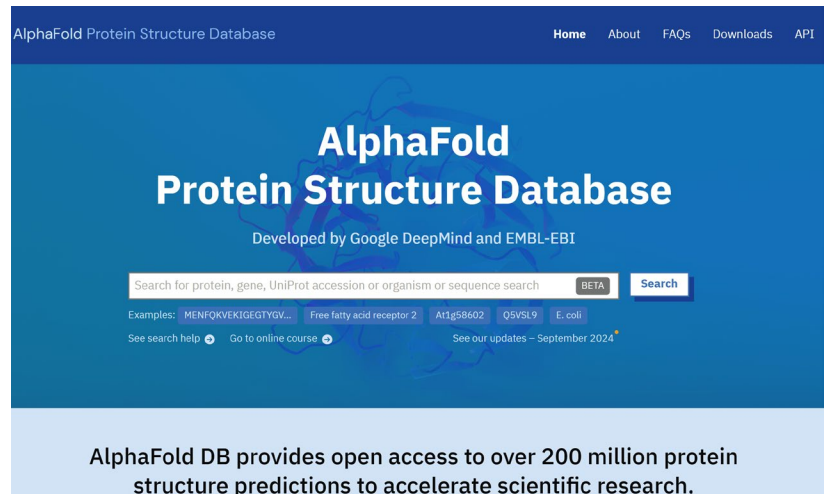 AlphaFold Protein Structure Database
Home About FAQs Downloads API
AlphaFold
Protein Structure Database
Developed by Google DeepMind and EMBL-EBI
Search for protein, gene, UniProt accession or organism or sequence search BETA Search
Examples: MENFQKVEKIGEGTYGV... Free fatty acid receptor 2 At1g58602 Q5VSL9 E. coli
See search help Go to online course See our updates – September 2024
AlphaFold DB provides open access to over 200 million protein
structure predictions to accelerate scientific research.